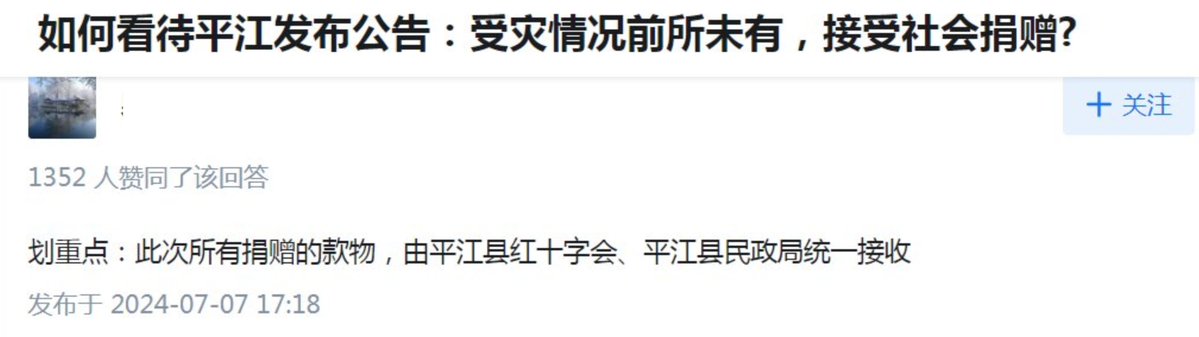 如何看待平江发布公告：受灾情况前所未有，接受社会捐赠?
+ 关注
1352 人赞同了该回答
划重点：此次所有捐赠的款物，由平江县红十字会、平江县民政局统一接收
发布于 2024-07-07 17:18